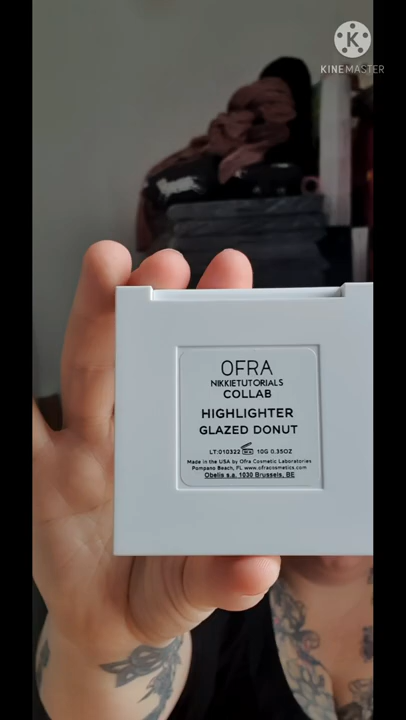 KINEMASTER
OFRA
NIKKIETUTORIALS
COLLAB
HIGHLIGHTER
GLAZED DONUT
LT:010322 10G 0.35OZ
Made in the USA by Ofra Cosmetic Laboratories
Pompano Beach, FL www.ofracosmetics.com
Obelis s.a. 1030 Brussels, BE